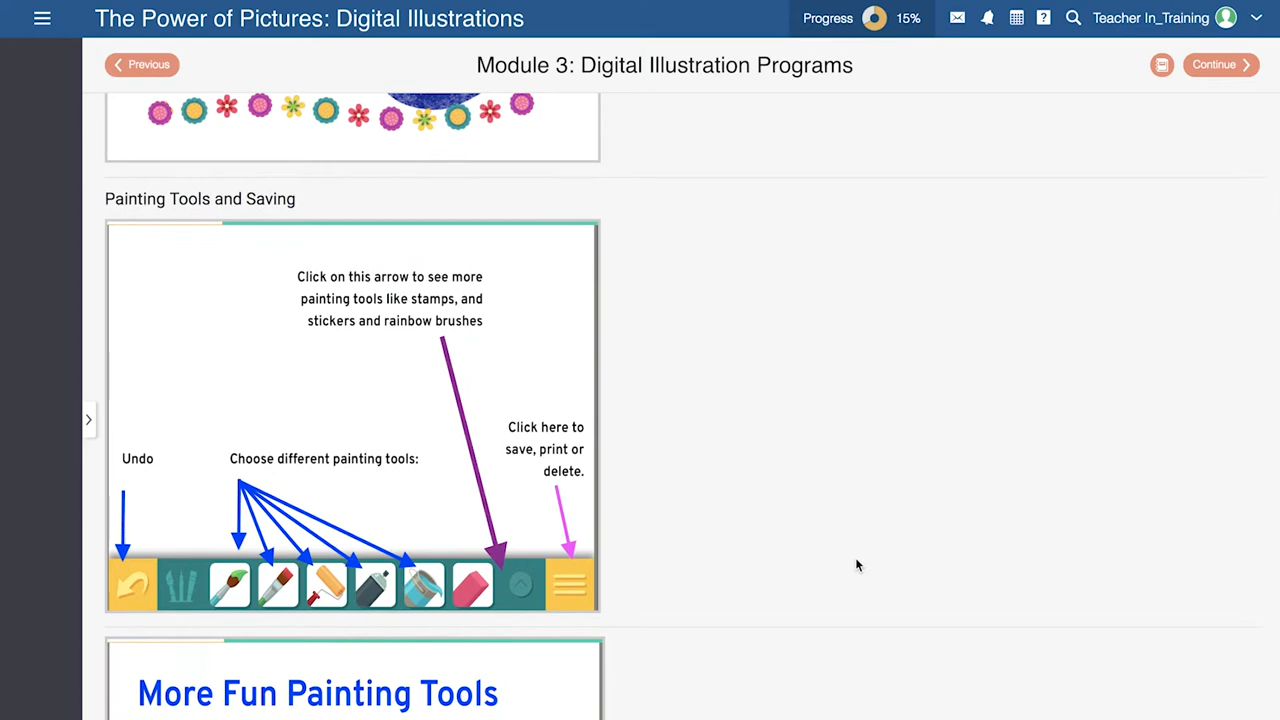 The Power of Pictures: Digital Illustrations
Progress 15%
Teacher In_Training
Previous
Module 3: Digital Illustration Programs
Continue
Painting Tools and Saving
Click on this arrow to see more
painting tools like stamps, and
stickers and rainbow brushes
Click here to
save, print or
delete.
Undo
Choose different painting tools:
More Fun Painting Tools